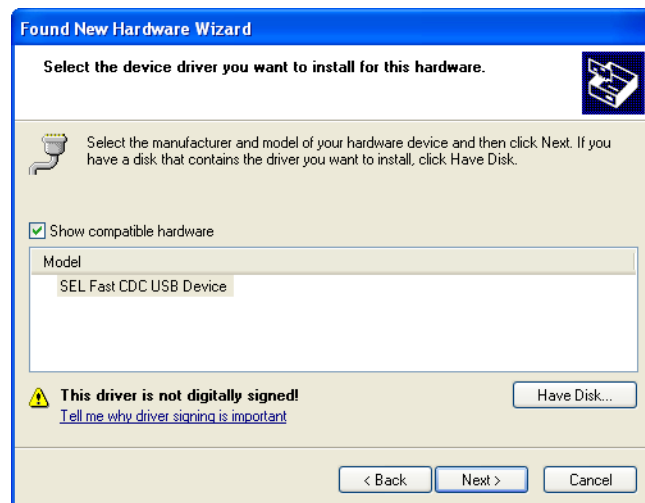 Found New Hardware Wizard
Select the device driver you want to install for this hardware.
Select the manufacturer and model of your hardware device and then click Next. If you
have a disk that contains the driver you want to install, click Have Disk.
Show compatible hardware
Model
SEL Fast CDC USB Device
This driver is not digitally signed!
Have Disk...
Tell me why driver signing is important
< Back
Next >
Cancel